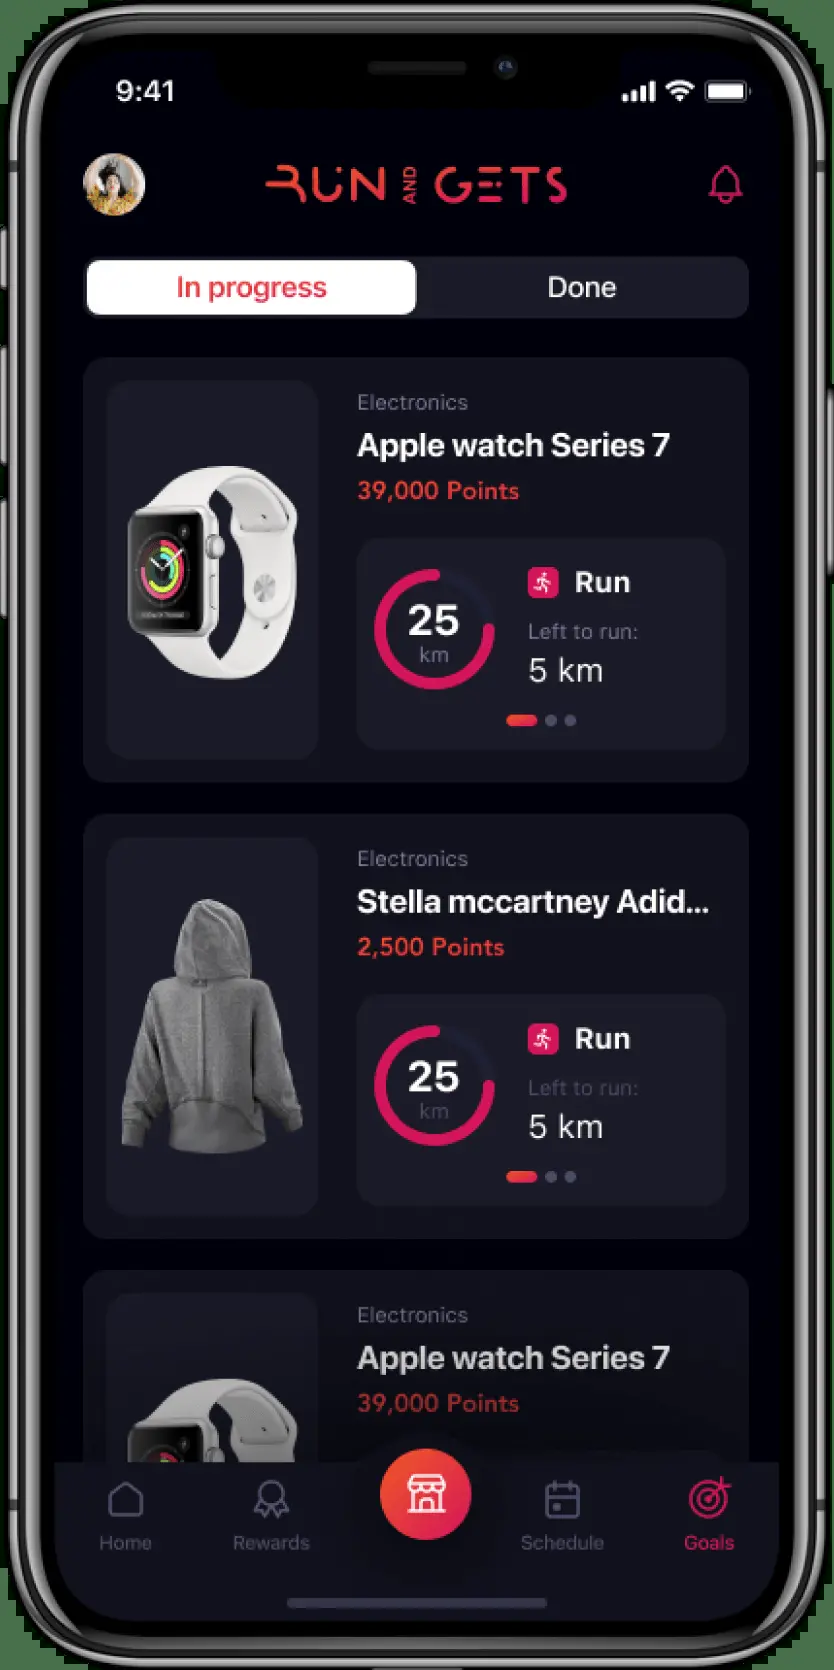 9:41
RUN AND GETS
In progress
Done
Electronics
Apple watch Series 7
39,000 Points
25
km
Run
Left to run:
5 km
Electronics
Stella mccartney Adid...
2,500 Points
25
km
Run
Left to run:
5 km
Electronics
Apple watch Series 7
39,000 Points
Home
Rewards
Schedule
Goals